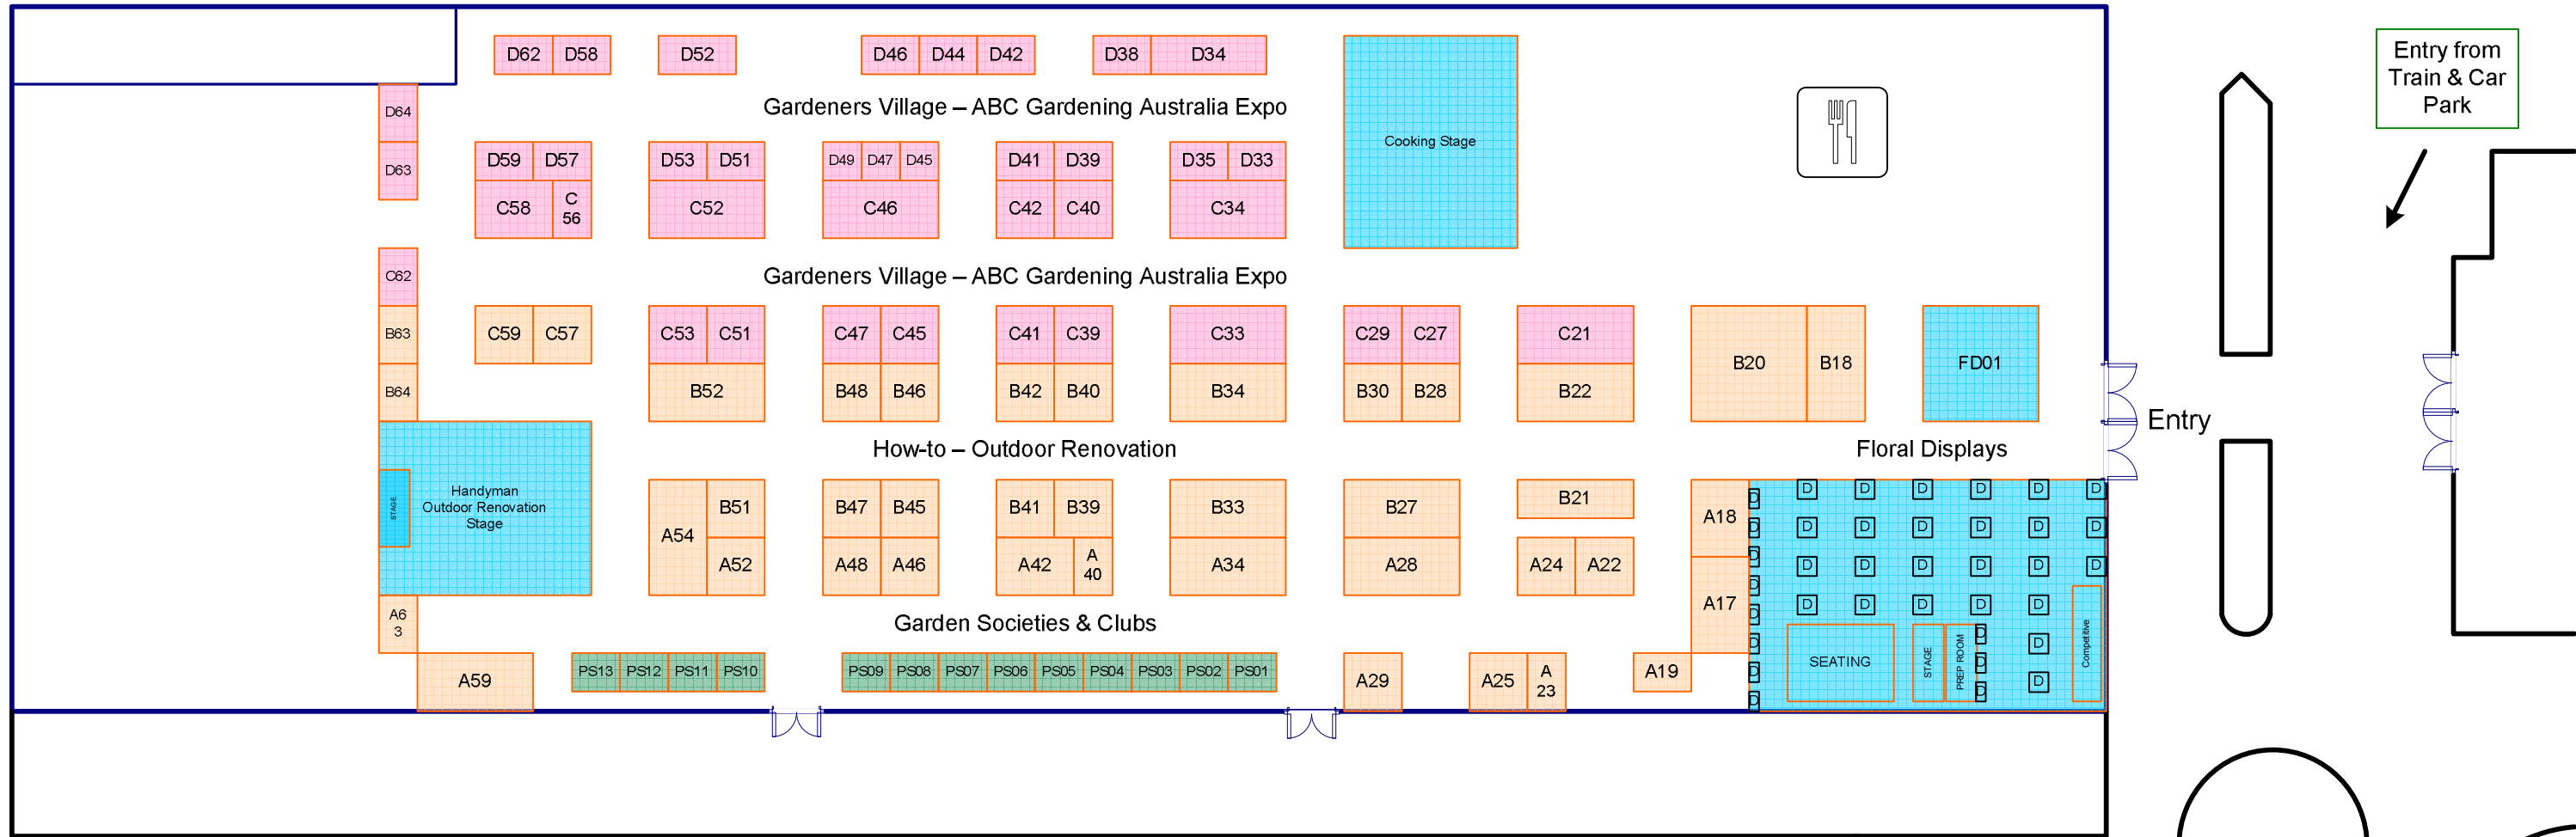 D62 D58 D52 D46 D44 D42 D38 D34
Entry from
Train & Car
Park
Gardeners Village – ABC Gardening Australia Expo
D64
D63
Cooking Stage
D59 D57 D53 D51 D49 D47 D45 D41 D39 D35 D33
C58 C
56 C52 C46 C42 C40 C34
Gardeners Village – ABC Gardening Australia Expo
C62
B63 C59 C57 C53 C51 C47 C45 C41 C39 C33 C29 C27 C21
B20 B18 FD01
B64 B52 B48 B46 B42 B40 B34 B30 B28 B22
Entry
How-to – Outdoor Renovation
Floral Displays
STAGE
Handyman
Outdoor Renovation
Stage
A54 B51 B47 B45 B41 B39 B33 B27 B21 A18
A52 A48 A46 A42 A
40 A34 A28 A24 A22 A17
D D D D D D D
D D D D D D D
D D D D D D D
D D D D D D
D D D
D D
D D D
D D
Competitive
SEATING
STAGE
PREP ROOM
A6
3
Garden Societies & Clubs
A59 PS13 PS12 PS11 PS10 PS09 PS08 PS07 PS06 PS05 PS04 PS03 PS02 PS01 A29 A25 A
23 A19